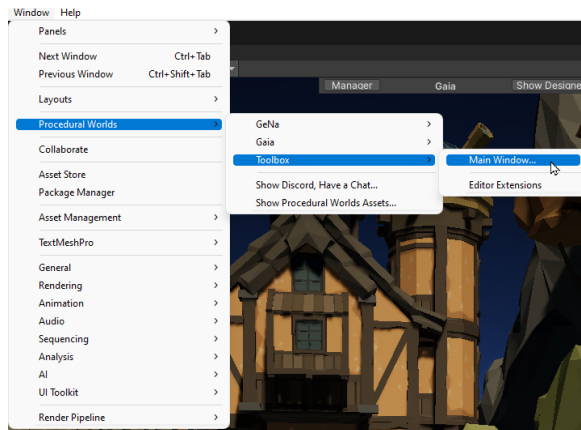 Window Help
Panels
Next Window Ctrl+Tab
Previous Window Ctrl+Shift+Tab
Layouts
Procedural Worlds
Collaborate
Asset Store
Package Manager
Asset Management
TextMeshPro
General
Rendering
Animation
Audio
Sequencing
Analysis
AI
UI Toolkit
Render Pipeline
Manager Gaia Show Designe
GeNa
Gaia
Toolbox
Show Discord, Have a Chat...
Show Procedural Worlds Assets...
Main Window...
Editor Extensions